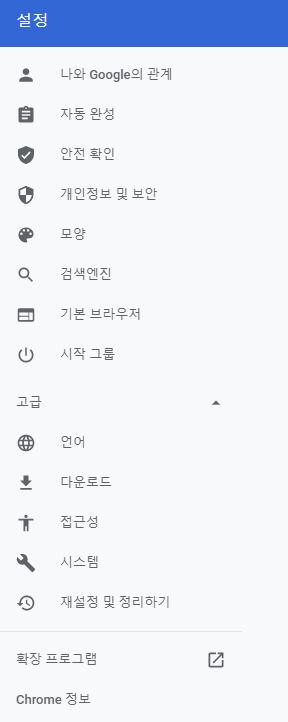 설정
나와 Google의 관계
자동 완성
안전 확인
개인정보 및 보안
모양
검색엔진
기본 브라우저
시작 그룹
고급
언어
다운로드
접근성
시스템
재설정 및 정리하기
확장 프로그램
Chrome 정보